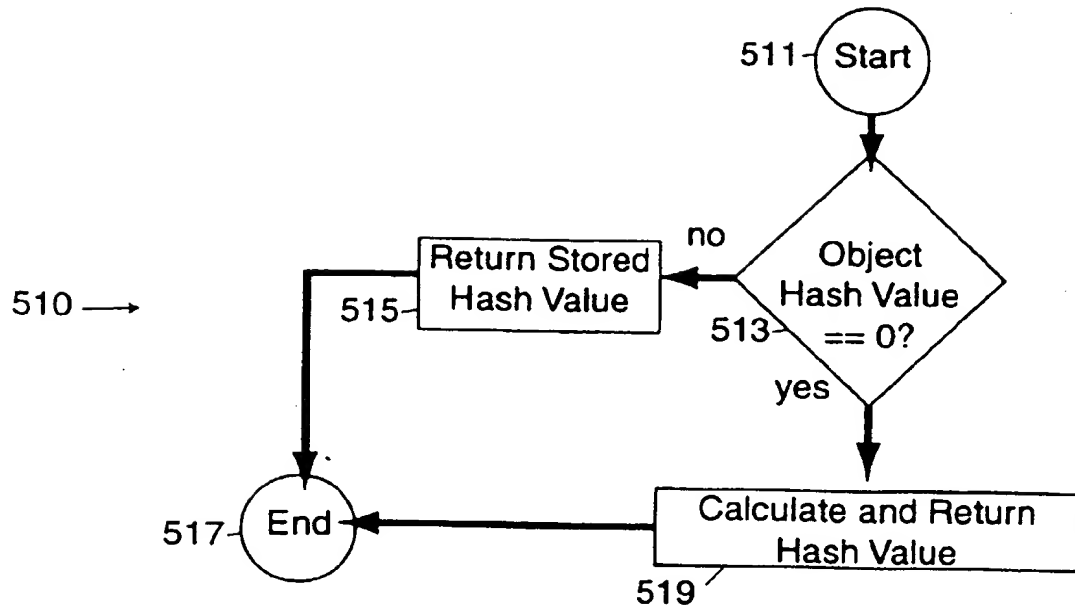 511
Start
no
Object
Hash Value
== 0?
513
yes
Return Stored
Hash Value
515
510
517
End
Calculate and Return
Hash Value
519